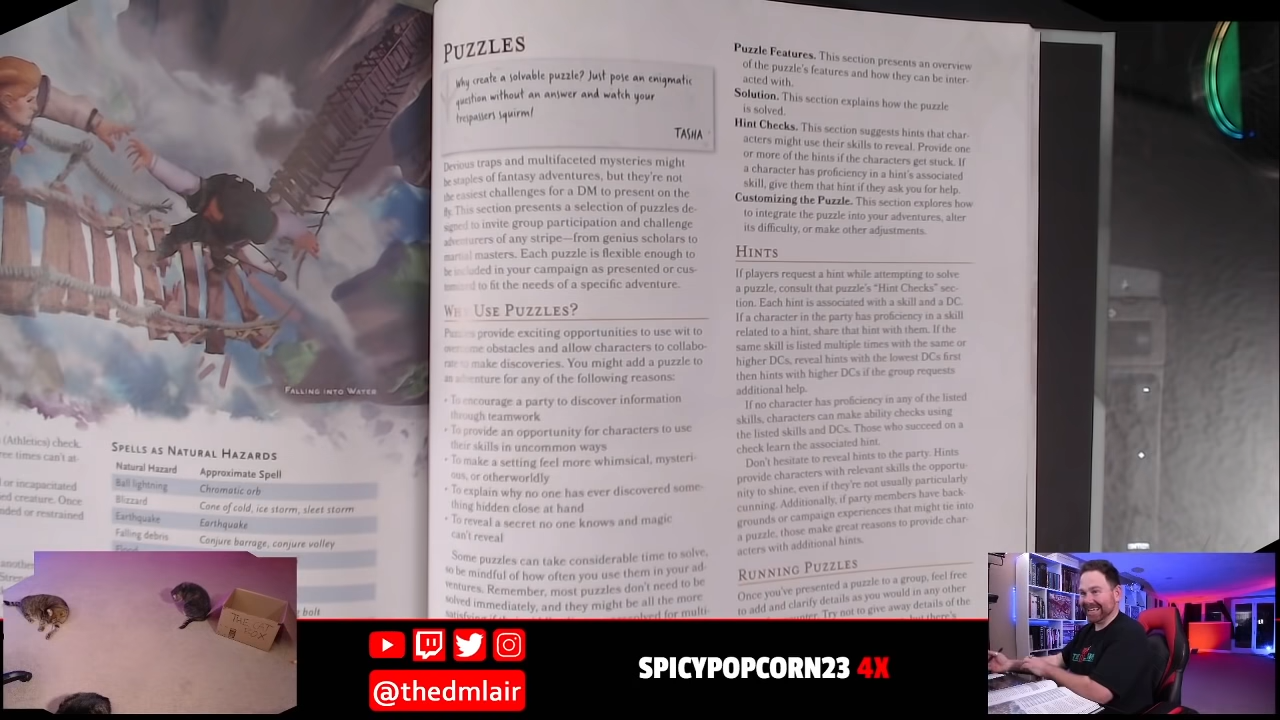 FALLING INTO WATER
(Athletics) check.
ree times can't at-
or incapacitated
ed creature. Once
nded or restrained
SPELLS AS NATURAL HAZARDS
Natural Hazard Approximate Spell
Ball lightning Chromatic orb
Blizzard Cone of cold, ice storm, sleet storm
Earthquake Earthquake
Falling debris Conjure barrage, conjure volley
bolt
PUZZLES
Why create a solvable puzzle? Just pose an enigmatic
question without an answer and watch your
trespassers squirm!
TASHA
Devious traps and multifaceted mysteries might
be staples of fantasy adventures, but they're not
the easiest challenges for a DM to present on the
fly. This section presents a selection of puzzles de-
signed to invite group participation and challenge
adventurers of any stripe—from genius scholars to
martial masters. Each puzzle is flexible enough to
be included in your campaign as presented or cus-
to fit the needs of a specific adventure.
WHY USE PUZZLES?
Puzzles provide exciting opportunities to use wit to
overcome obstacles and allow characters to collabo-
rate to make discoveries. You might add a puzzle to
an adventure for any of the following reasons:
• To encourage a party to discover information
through teamwork
• To provide an opportunity for characters to use
their skills in uncommon ways
• To make a setting feel more whimsical, mysteri-
ous, or otherworldly
• To explain why no one has ever discovered some-
thing hidden close at hand
• To reveal a secret no one knows and magic
can't reveal
Some puzzles can take considerable time to solve,
so be mindful of how often you use them in your ad-
ventures. Remember, most puzzles don't need to be
solved immediately, and they might be all the more
Puzzle Features. This section presents an overview
of the puzzle's features and how they can be inter-
acted with.
Solution. This section explains how the puzzle
is solved.
Hint Checks. This section suggests hints that char-
acters might use their skills to reveal. Provide one
or more of the hints if the characters get stuck. If
a character has proficiency in a hint's associated
skill, give them that hint if they ask you for help.
Customizing the Puzzle. This section explores how
to integrate the puzzle into your adventures, alter
its difficulty, or make other adjustments.
HINTS
If players request a hint while attempting to solve
a puzzle, consult that puzzle's "Hint Checks" sec-
tion. Each hint is associated with a skill and a DC.
If a character in the party has proficiency in a skill
related to a hint, share that hint with them. If the
same skill is listed multiple times with the same or
higher DCs, reveal hints with the lowest DCs first
then hints with higher DCs if the group requests
additional help.
If no character has proficiency in any of the listed
skills, characters can make ability checks using
the listed skills and DCs. Those who succeed on a
check learn the associated hint.
Don't hesitate to reveal hints to the party. Hints
provide characters with relevant skills the opportu-
nity to shine, even if they're not usually particularly
cunning. Additionally, if party members have back-
grounds or campaign experiences that might tie into
a puzzle, those make great reasons to provide char-
acters with additional hints.
RUNNING PUZZLES
Once you've presented a puzzle to a group, feel free
to add and clarify details as you would in any other
Try not to give away details of the
THE CAT
BOX
@thedmlair
SPICYPOPCORN23 4X